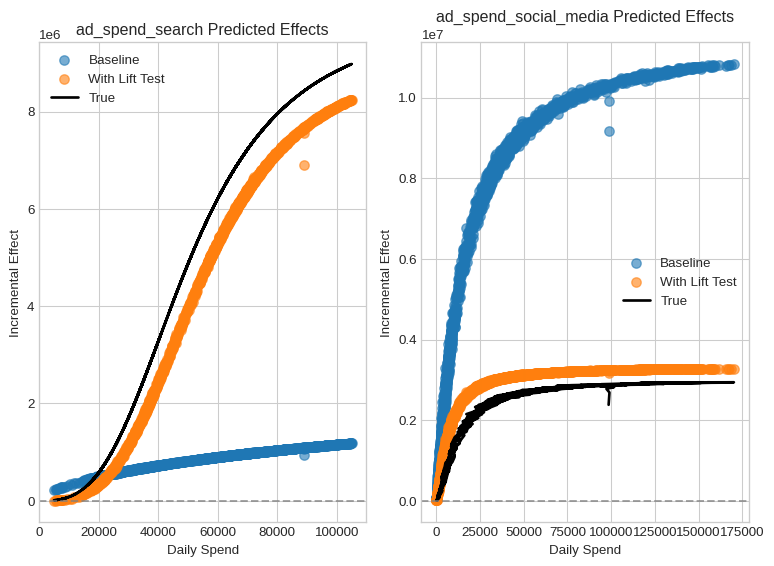 ad_spend_search Predicted Effects
1e6
Baseline
With Lift Test
True
8
6
4
2
0
Incremental Effect
0 20000 40000 60000 80000 100000
Daily Spend
ad_spend_social_media Predicted Effects
1e7
1.0
0.8
0.6
0.4
0.2
0.0
Incremental Effect
Baseline
With Lift Test
True
0 25000 50000 75000 100000 125000 150000 175000
Daily Spend